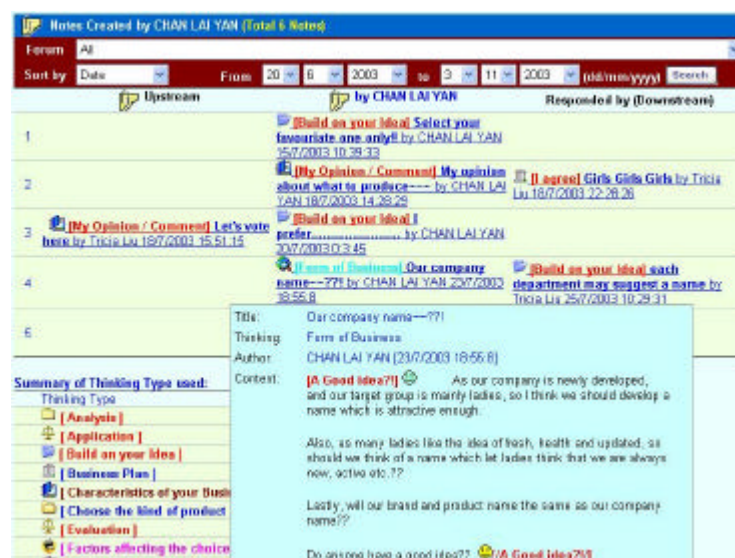 Notes Created by CHAN LAI YAN (Total 6 Notes)
Forum All
Sort by Date From 20 6 2003 to 3 11 2003 (dd/mm/yyyy) Search
Upstream by CHAN LAI YAN Responded by (Downstream)
1
[Build on your Idea] Select your
favouriate one only!! by CHAN LAI YAN
15/7/2003 10:39:33
2
[My Opinion / Comment] My opinion
about what to produce---- by CHAN LAI
YAN 18/7/2003 14:28:29
[I agree] Girls Girls Girls by Tricia
Liu 18/7/2003 22:28:26
3
[My Opinion / Comment] Let's vote
here by Tricia Liu 18/7/2003 15:51:15
[Build on your Idea] I
prefer...................... by CHAN LAI YAN
20/7/2003 0:3:45
4
[Form of Business] Our company
name---??! by CHAN LAI YAN 23/7/2003
18:55:8
[Build on your Idea] each
department may suggest a name by
Tricia Liu 25/7/2003 10:29:31
Title: Our company name---??!
Thinking: Form of Business
Author: CHAN LAI YAN (23/7/2003 18:55:8)
Content: [A Good Idea?!] As our company is newly developed,
and our target group is mainly ladies, so I think we should develop a
name which is attractive enough.
Also, as many ladies like the idea of fresh, health and updated, so
should we think of a name which let ladies think that we are always
new, active etc.??
Lastly, will our brand and product name the same as our company
name??
Do anyone have a good idea?? [/A Good Idea?!]
Summary of Thinking Type used:
Thinking Type
[ Analysis ]
[ Application ]
[ Build on your Idea ]
[ Business Plan ]
[ Characteristics of your Busi
[ Choose the kind of product
[ Evaluation ]
[ Factors affecting the choice